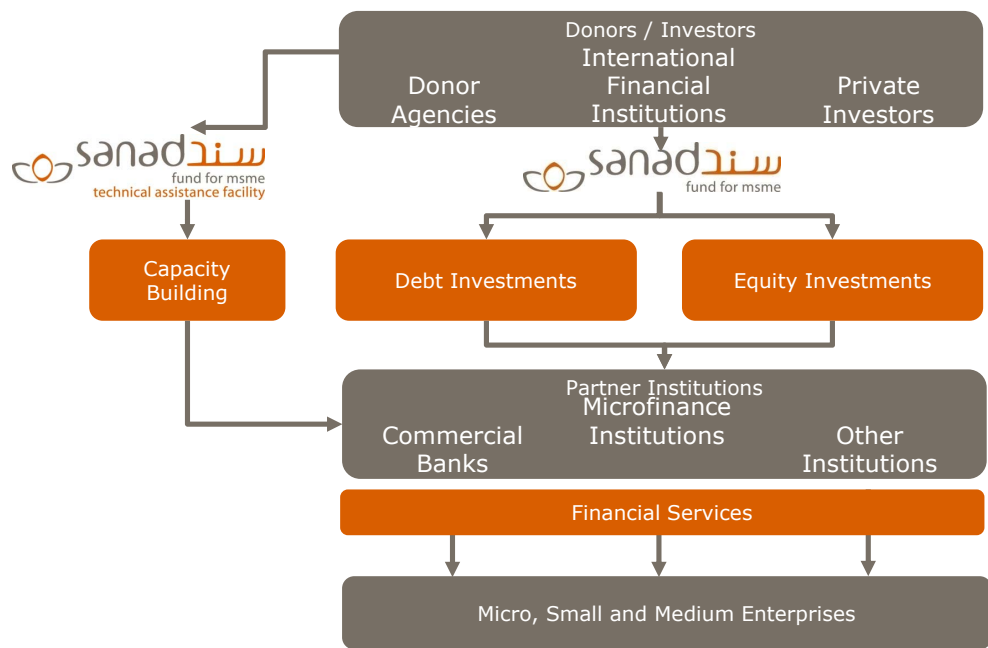 Donors / Investors
International
Financial
Institutions
Donor
Agencies
Private
Investors
sanad سند
fund for msme
technical assistance facility
sanad سند
fund for msme
Capacity
Building
Debt Investments
Equity Investments
Partner Institutions
Microfinance
Institutions
Commercial
Banks
Other
Institutions
Financial Services
Micro, Small and Medium Enterprises